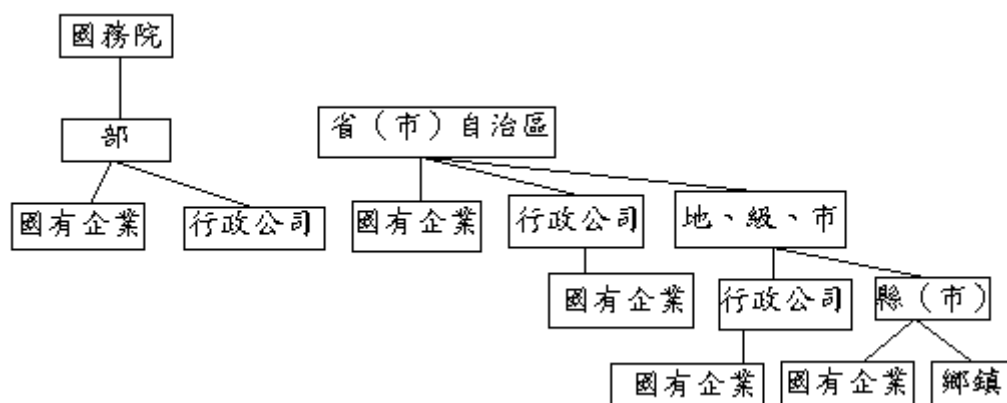 國務院
部
省（市）自治區
國有企業
行政公司
國有企業
行政公司
地、級、市
國有企業
行政公司
縣（市）
國有企業
國有企業
鄉鎮